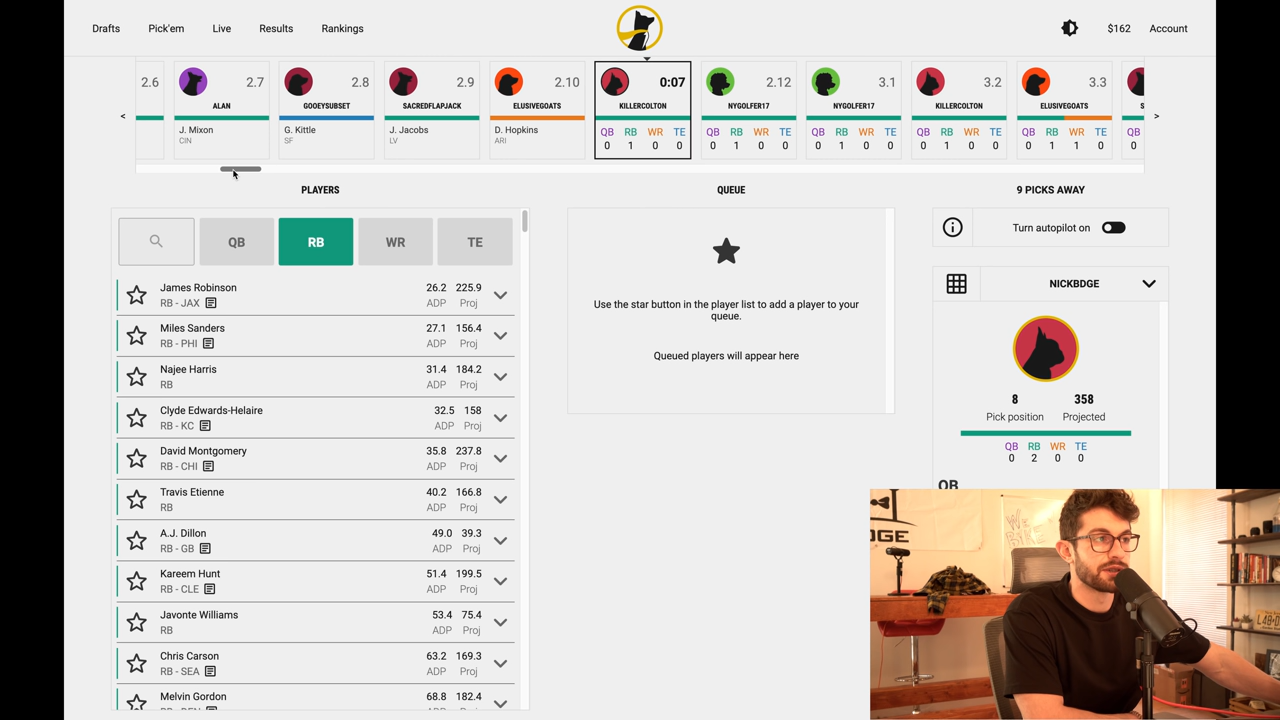 Drafts Pick'em Live Results Rankings $162 Account
2.6 2.7 2.8 2.9 2.10 0:07 2.12 3.1 3.2 3.3
ALAN GOOEYSUBSET SACREDFLAPJACK ELUSIVEGOATS KILLERCOLTON NYGOLFER17 NYGOLFER17 KILLERCOLTON ELUSIVEGOATS S
J. Mixon G. Kittle J. Jacobs D. Hopkins QB RB WR TE QB RB WR TE QB RB WR TE QB RB WR TE QB RB WR TE QB
CIN SF LV ARI 0 1 0 0 0 1 0 0 0 1 0 0 0 1 0 0 0 1 1 0 0
< >
PLAYERS QUEUE 9 PICKS AWAY
QB RB WR TE
Turn autopilot on
James Robinson 26.2 225.9
RB - JAX ADP Proj
Miles Sanders 27.1 156.4
RB - PHI ADP Proj
Najee Harris 31.4 184.2
RB ADP Proj
Clyde Edwards-Helaire 32.5 158
RB - KC ADP Proj
David Montgomery 35.8 237.8
RB - CHI ADP Proj
Travis Etienne 40.2 166.8
RB ADP Proj
A.J. Dillon 49.0 39.3
RB - GB ADP Proj
Kareem Hunt 51.4 199.5
RB - CLE ADP Proj
Javonte Williams 53.4 75.4
RB ADP Proj
Chris Carson 63.2 169.3
RB - SEA ADP Proj
Melvin Gordon 68.8 182.4
Use the star button in the player list to add a player to your
queue.
Queued players will appear here
NICKBDGE
8 358
Pick position Projected
QB RB WR TE
0 2 0 0
QB